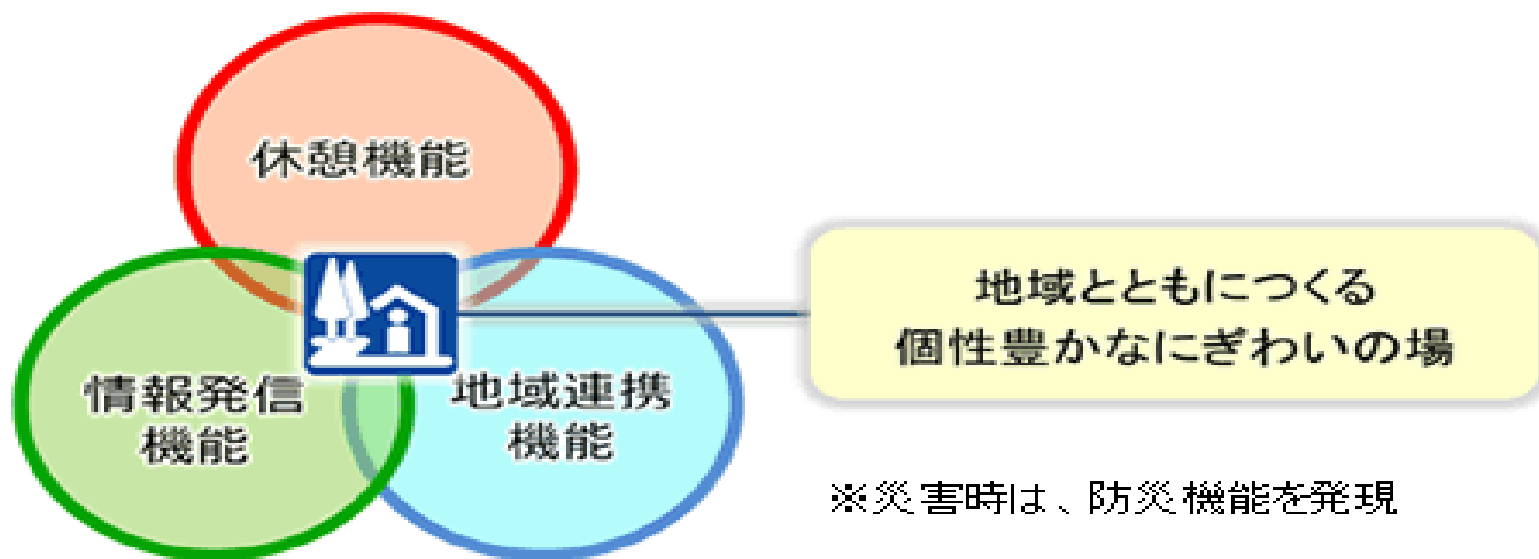 休憩機能
情報発信
機能
地域連携
機能
地域とともにつくる
個性豊かなにぎわいの場
※災害時は、防災機能を発現